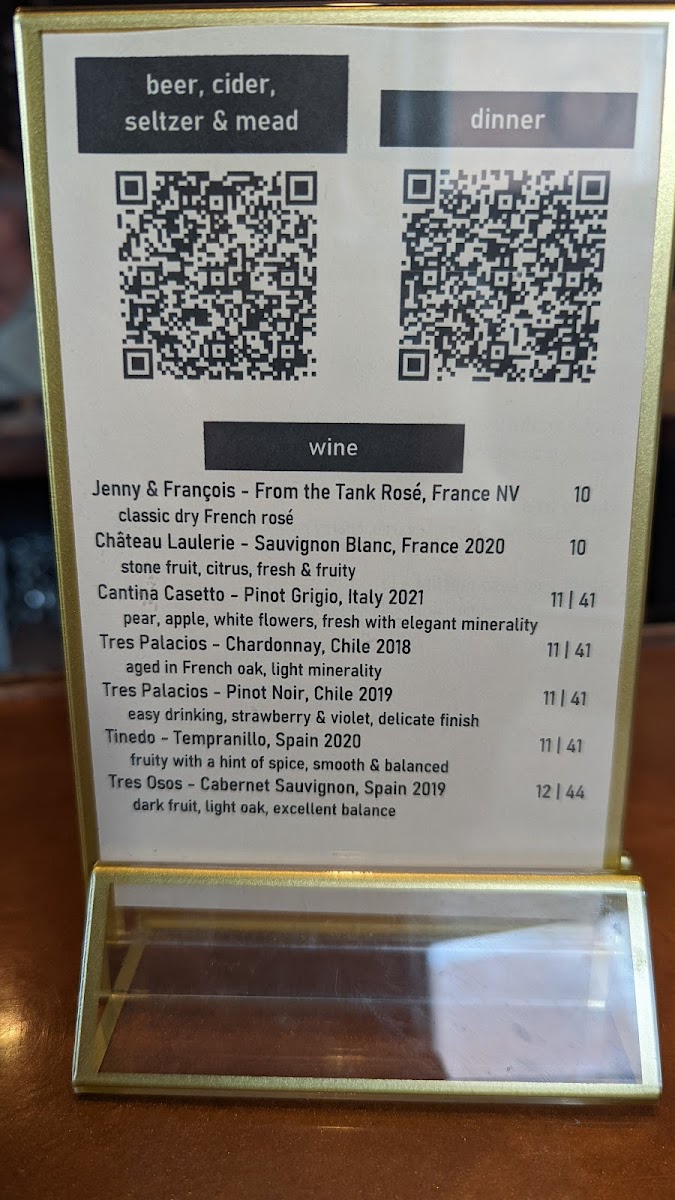 beer, cider,
seltzer & mead
dinner
wine
Jenny & François - From the Tank Rosé, France NV 10
classic dry French rosé
Château Laulerie - Sauvignon Blanc, France 2020 10
stone fruit, citrus, fresh & fruity
Cantina Casetto - Pinot Grigio, Italy 2021 11 | 41
pear, apple, white flowers, fresh with elegant minerality
Tres Palacios - Chardonnay, Chile 2018 11 | 41
aged in French oak, light minerality
Tres Palacios - Pinot Noir, Chile 2019 11 | 41
easy drinking, strawberry & violet, delicate finish
Tinedo - Tempranillo, Spain 2020 11 | 41
fruity with a hint of spice, smooth & balanced
Tres Osos - Cabernet Sauvignon, Spain 2019 12 | 44
dark fruit, light oak, excellent balance